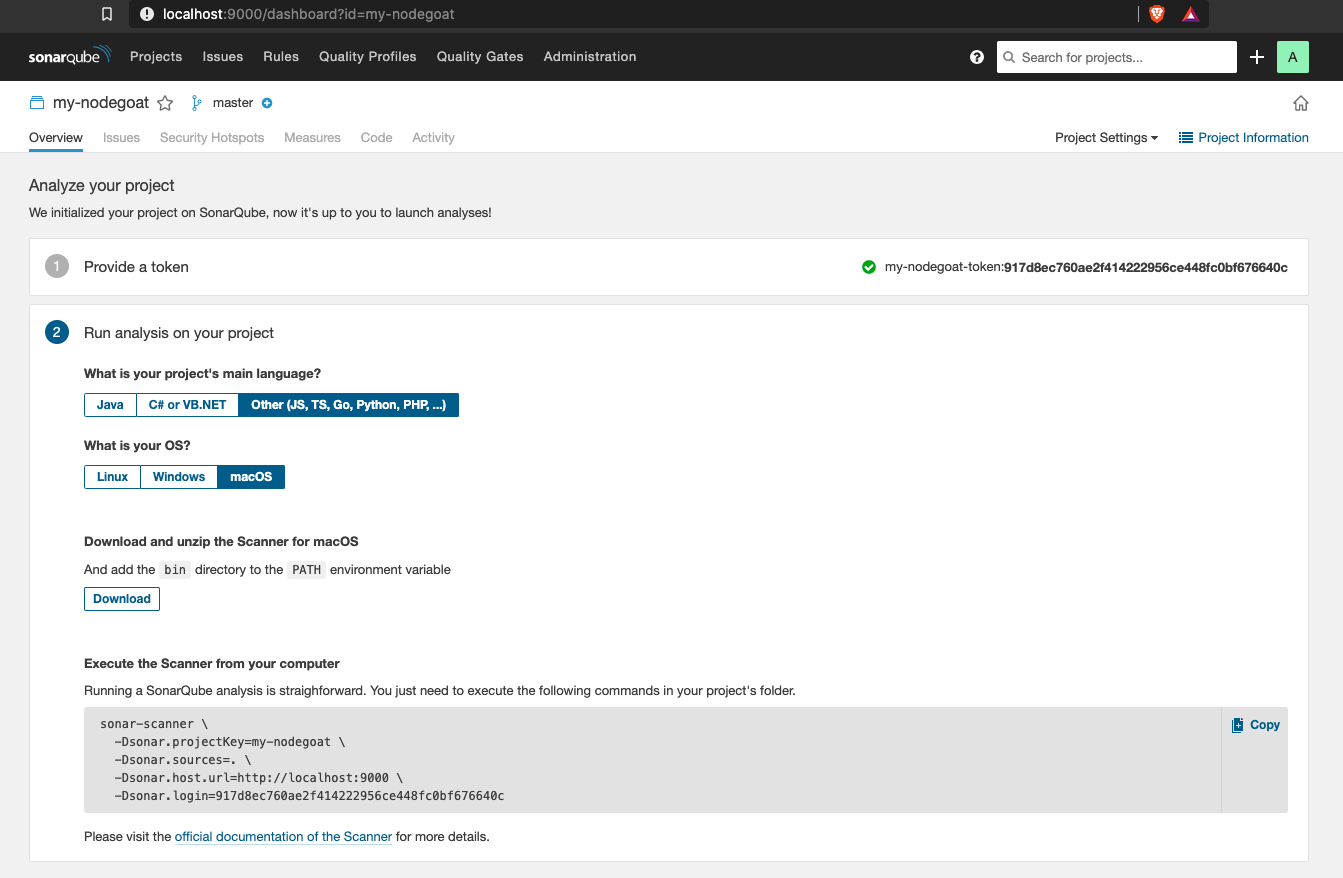 localhost:9000/dashboard?id=my-nodegoat
sonarqube Projects Issues Rules Quality Profiles Quality Gates Administration ? Search for projects... A
my-nodegoat master
Overview Issues Security Hotspots Measures Code Activity Project Settings Project Information
Analyze your project
We initialized your project on SonarQube, now it's up to you to launch analyses!
1 Provide a token my-nodegoat-token:917d8ec760ae2f414222956ce448fc0bf676640c
2 Run analysis on your project
What is your project's main language?
Java C# or VB.NET Other (JS, TS, Go, Python, PHP, ...)
What is your OS?
Linux Windows macOS
Download and unzip the Scanner for macOS
And add the bin directory to the PATH environment variable
Download
Execute the Scanner from your computer
Running a SonarQube analysis is straighforward. You just need to execute the following commands in your project's folder.
sonar-scanner \ Copy
-Dsonar.projectKey=my-nodegoat \
-Dsonar.sources=. \
-Dsonar.host.url=http://localhost:9000 \
-Dsonar.login=917d8ec760ae2f414222956ce448fc0bf676640c
Please visit the official documentation of the Scanner for more details.